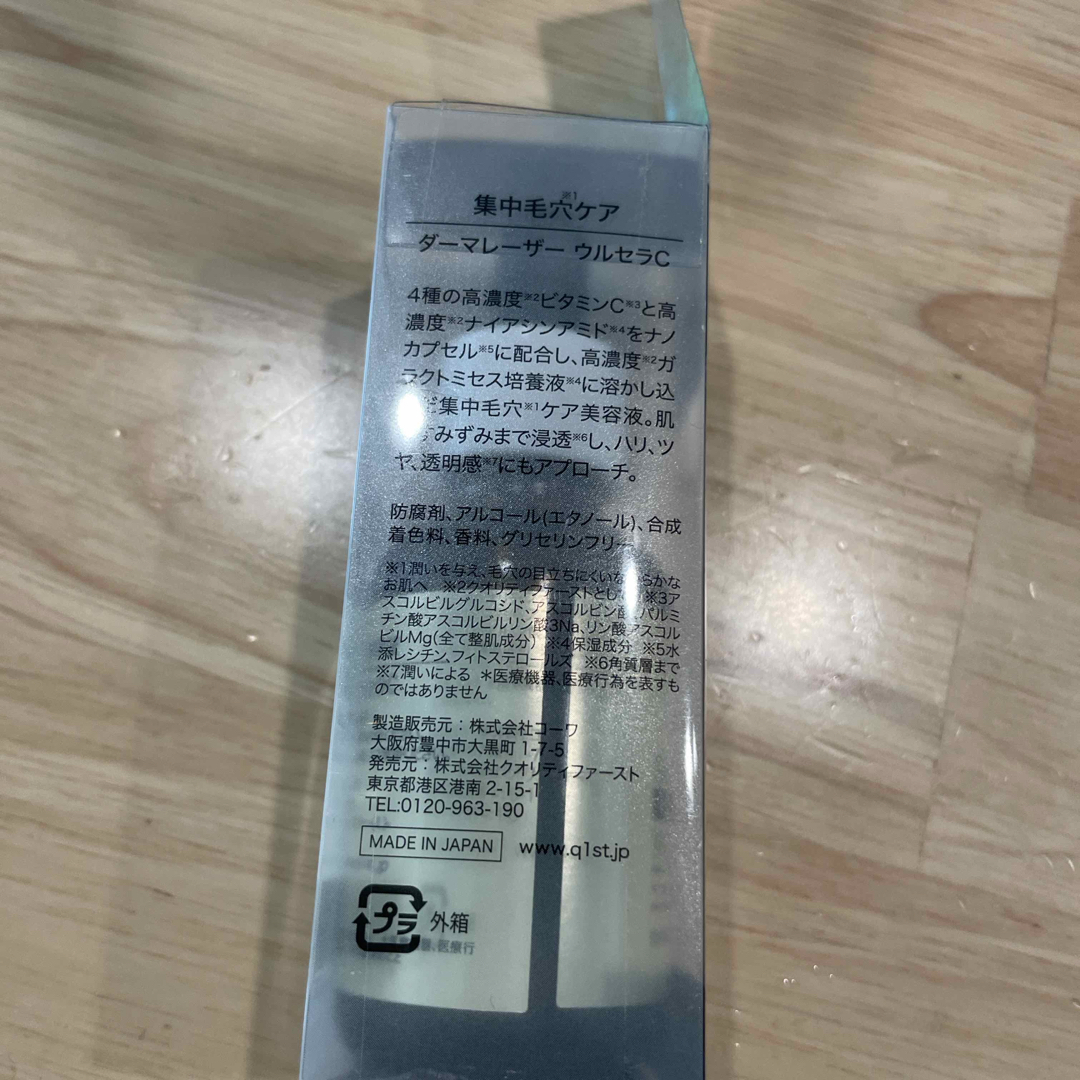 集中毛穴※1ケア
ダーマレーザー ウルセラC
4種の高濃度※2ビタミンC※3と高
濃度※2ナイアシンアミド※4をナノ
カプセル※5に配合し、高濃度※2ガ
ラクトミセス培養液※4に溶かし込
だ集中毛穴※1ケア美容液。肌
すみずみまで浸透※6し、ハリ、ツ
ヤ、透明感※7にもアプローチ。
防腐剤、アルコール(エタノール)、合成
着色料、香料、グリセリンフリー
※1潤いを与え、毛穴の目立ちにくいな らかな
お肌へ ※2クオリティファーストとし ※3ア
スコルビルグルコシド、アスコルビン酸、パルミ
チン酸アスコルビルリン酸3Na、リン酸アスコル
ビルMg(全て整肌成分) ※4保湿成分 ※5水
添レシチン、フィトステロールズ ※6角質層まで
※7潤いによる ＊医療機器、医療行為を表すも
のではありません
製造販売元：株式会社コーワ
大阪府豊中市大黒町1-7-5
発売元：株式会社クオリティファースト
東京都港区港南2-15-1
TEL:0120-963-190
MADE IN JAPAN www.q1st.jp
プラ 外箱
器、医療行